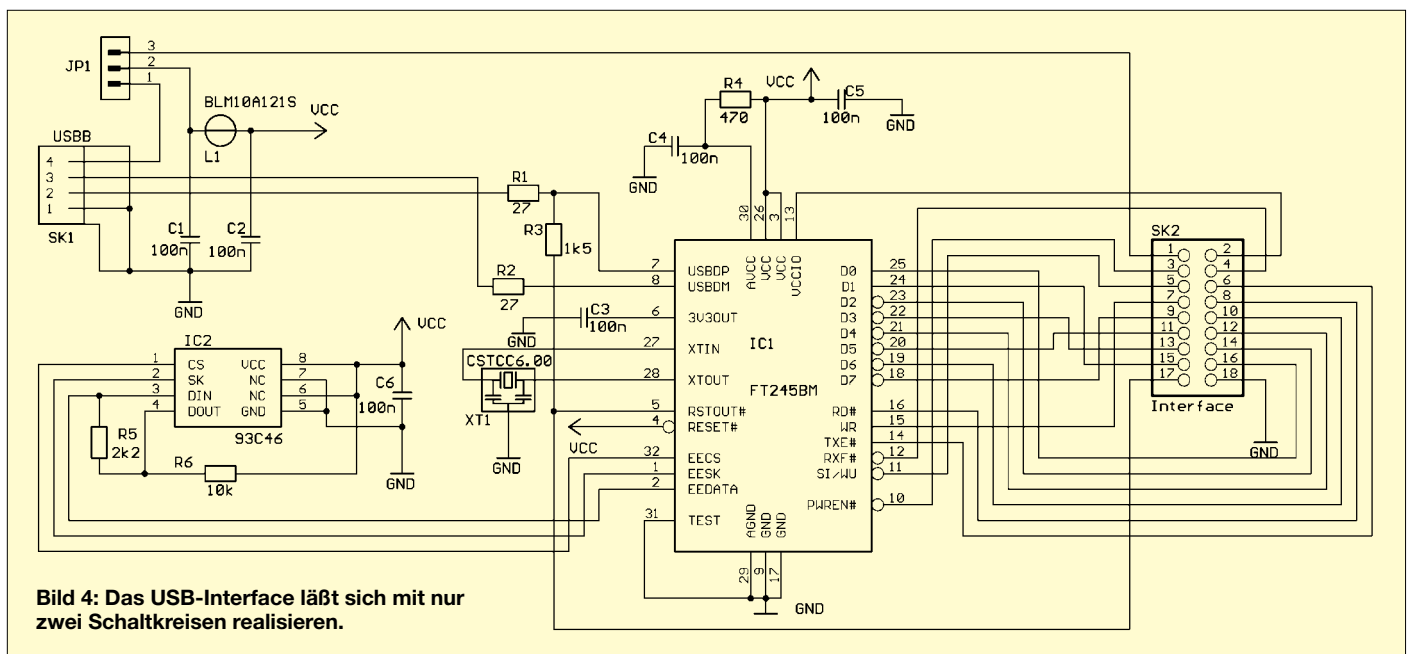 JP1
3
2
1
BLM10A121S
VCC
L1
USBB
4
3
2
1
SK1
C1
100n
C2
100n
GND
R1
27
R3
1k5
R2
27
C3
100n
GND
R4
470
VCC
C5
100n
GND
C4
100n
GND
30
26
3
13
AVCC
VCC
VCC
VCCIO
7 USBDP
8 USBDM
6 3V3OUT
27 XTIN
28 XTOUT
5 RSTOUT#
4 RESET#
32 EECS
1 EESK
2 EEDATA
31 TEST
IC1
FT245BM
D0 25
D1 24
D2 23
D3 22
D4 21
D5 20
D6 19
D7 18
RD# 16
WR 15
TXE# 14
RXF# 12
SI/WU 11
PWREN# 10
AGND
GND
GND
29
9
17
GND
CSTCC6.00
XT1
GND
VCC
IC2
1 CS VCC 8
2 SK NC 7
3 DIN NC 6
4 DOUT GND 5
93C46
VCC
C6
100n
GND
R5
2k2
R6
10k
SK2
1 2
3 4
5 6
7 8
9 10
11 12
13 14
15 16
17 18
Interface
GND
Bild 4: Das USB-Interface läßt sich mit nur
zwei Schaltkreisen realisieren.